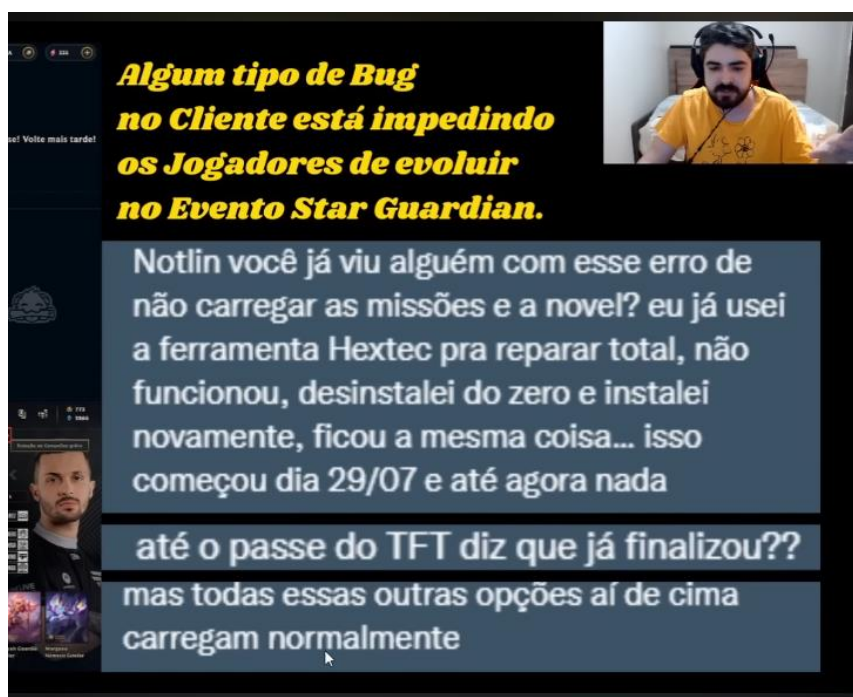 224
se! Volte mais tarde!
Algum tipo de Bug
no Cliente está impedindo
os Jogadores de evoluir
no Evento Star Guardian.
Notlin você já viu alguém com esse erro de
não carregar as missões e a novel? eu já usei
a ferramenta Hextec pra reparar total, não
funcionou, desinstalei do zero e instalei
novamente, ficou a mesma coisa... isso
começou dia 29/07 e até agora nada
até o passe do TFT diz que já finalizou??
mas todas essas outras opções aí de cima
carregam normalmente
773